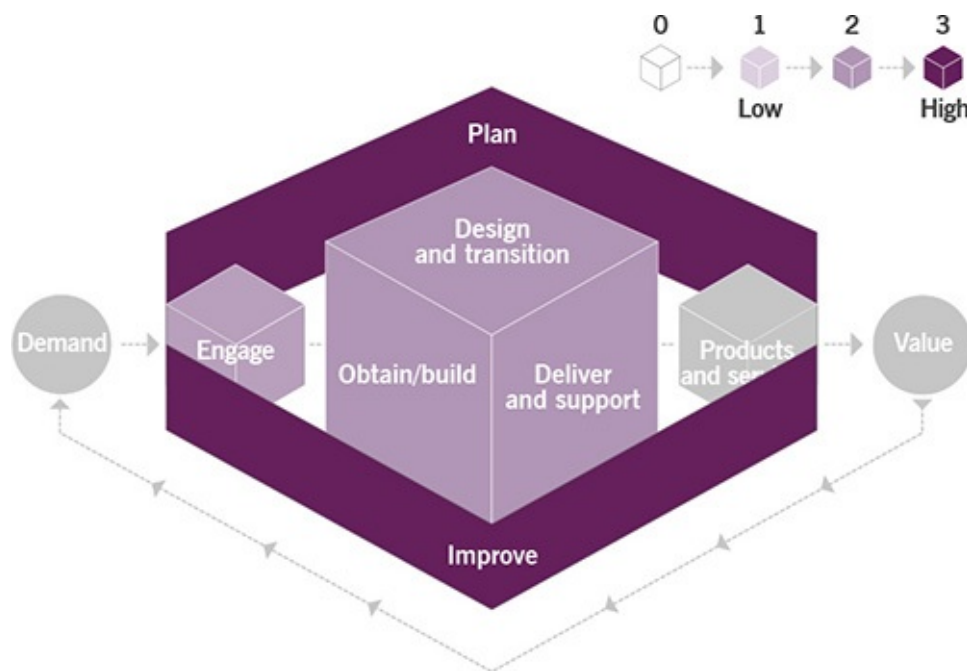 0 1 2 3
Low High
Plan
Design
and transition
Demand
Engage
Obtain/build
Deliver
and support
Products
and
Value
Improve